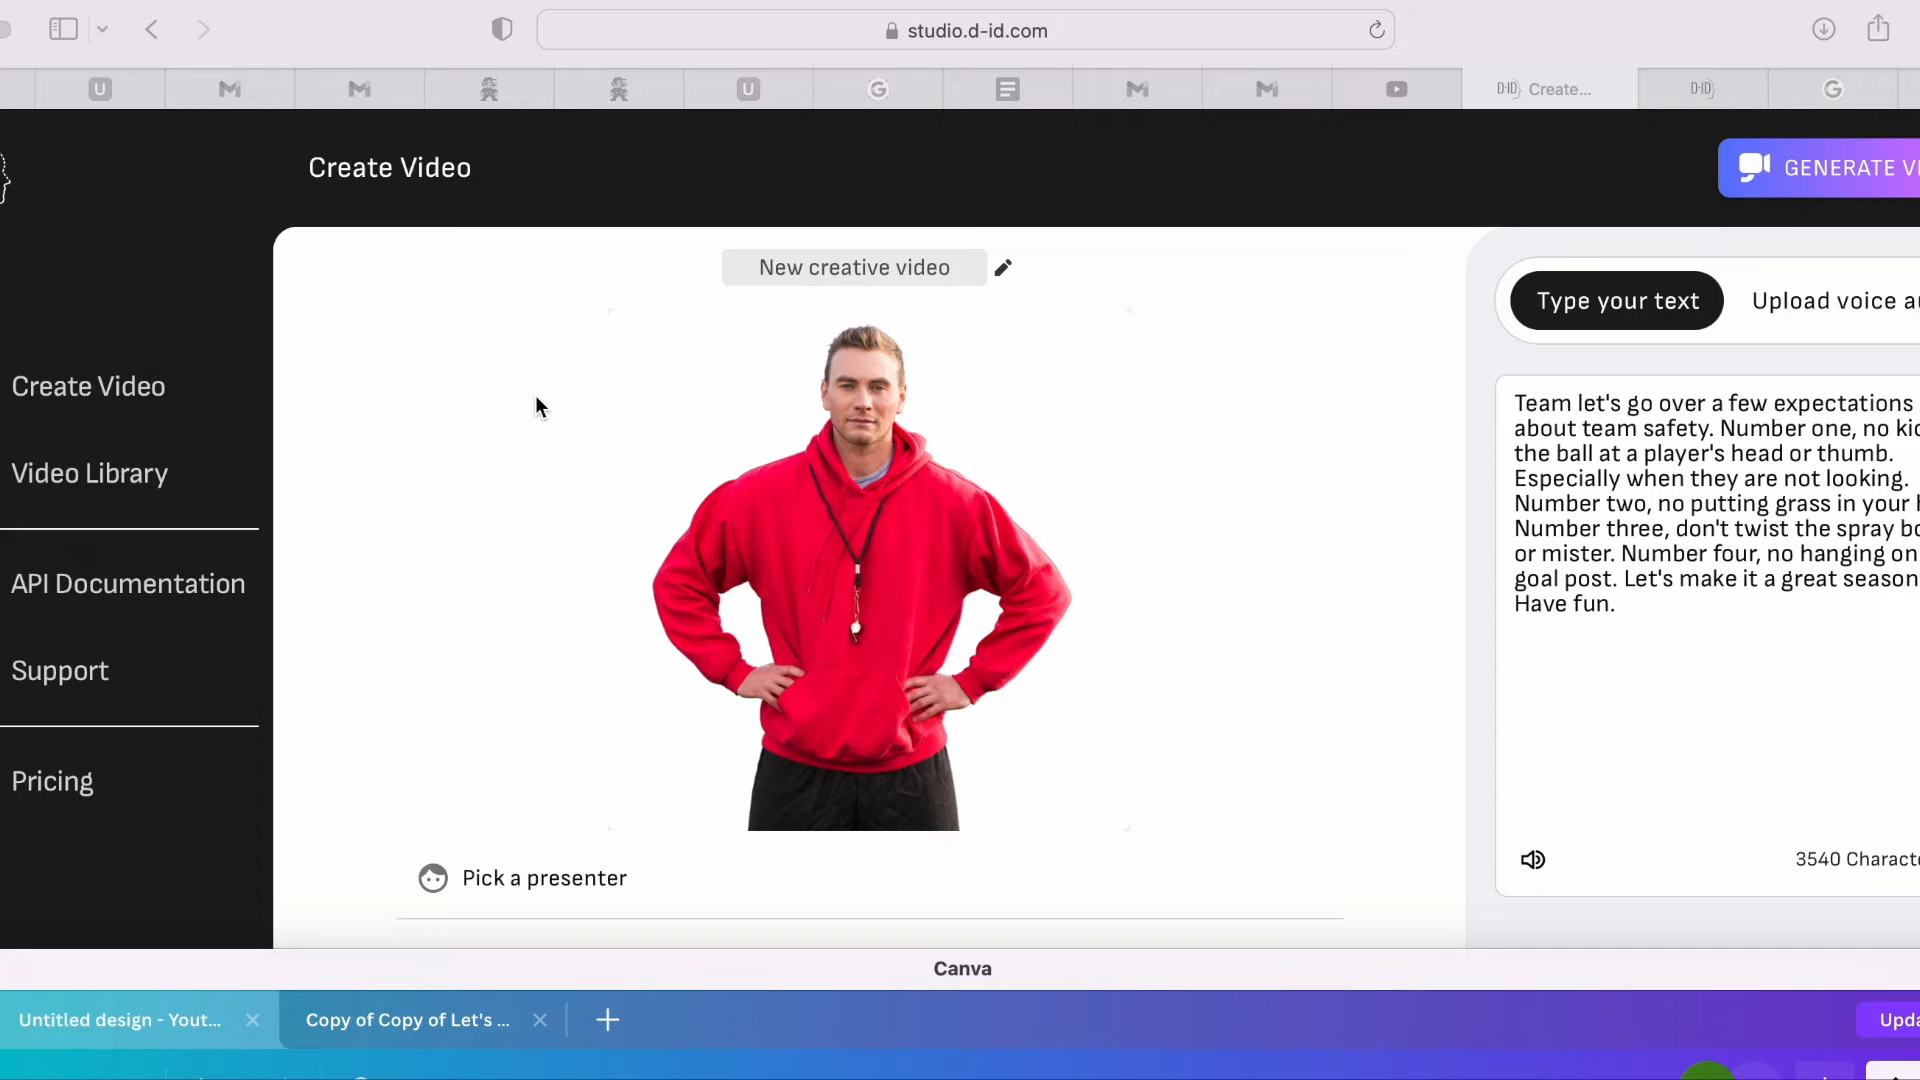 studio.d-id.com
U
U
G
D-ID Create...
D-ID
G
Create Video
GENERATE
New creative video
Type your text
Upload voice
Create Video
Video Library
API Documentation
Support
Pricing
Team let's go over a few expectations
about team safety. Number one, no
the ball at a player's head or thumb.
Especially when they are not looking.
Number two, no putting grass in your
Number three, don't twist the spray
or mister. Number four, no hanging on
goal post. Let's make it a great season
Have fun.
3540
Pick a presenter
Canva
Untitled design - Yout...
Copy of Copy of Let's ...